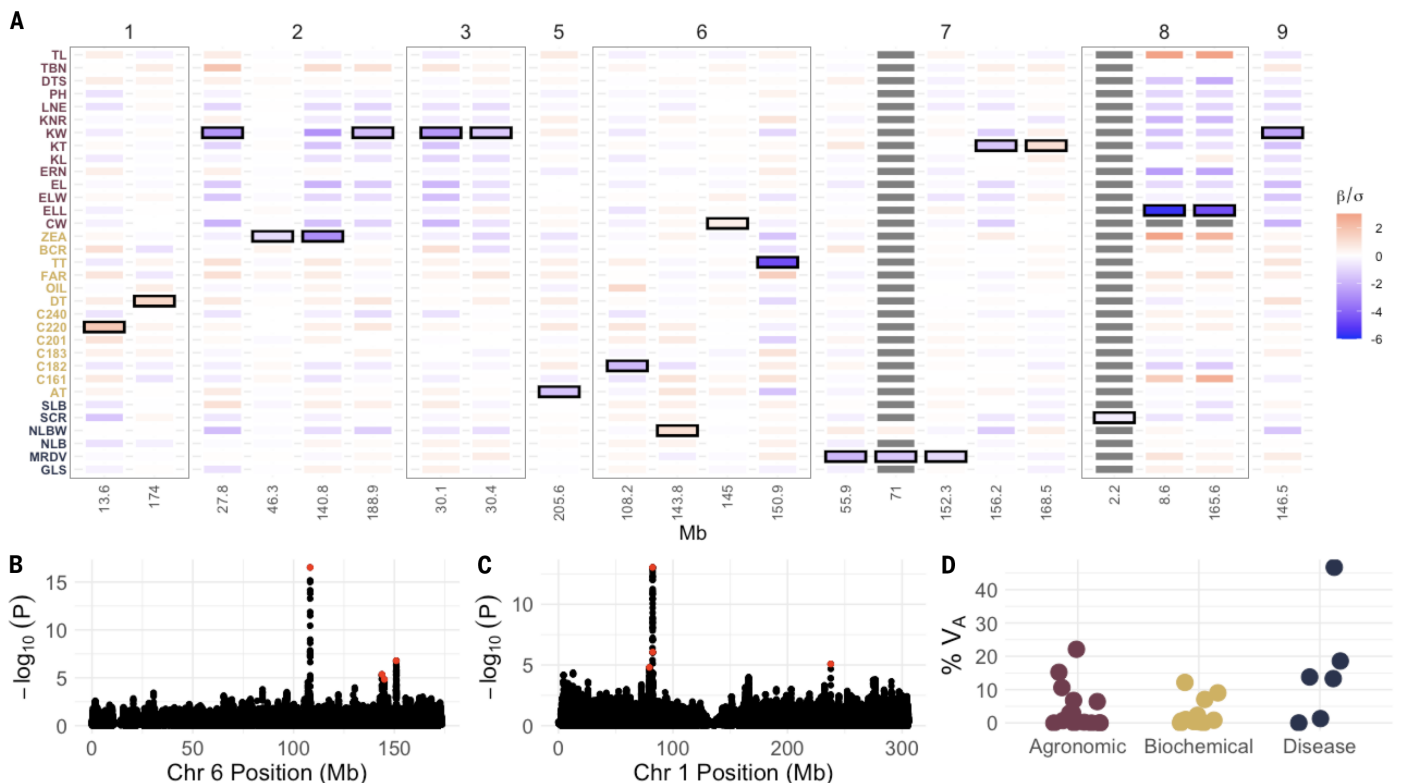 A
1 2 3 5 6 7 8 9
TL
TBN
DTS
PH
LNE
KNR
KW
KT
KL
ERN
EL
ELW
ELL
CW
ZEA
BCR
TT
FAR
OIL
DT
C240
C220
C201
C183
C182
C161
AT
SLB
SCR
NLBW
NLB
MRDV
GLS
β/σ
2
0
-2
-4
-6
13.6 174 27.8 46.3 140.8 188.9 30.1 30.4 205.6 108.2 143.8 145 150.9 55.9 71 152.3 156.2 168.5 2.2 8.6 165.6 146.5
Mb
B
−log₁₀(P)
15
10
5
0
0 50 100 150
Chr 6 Position (Mb)
C
−log₁₀(P)
10
5
0
0 100 200 300
Chr 1 Position (Mb)
D
% V_A
40
30
20
10
0
Agronomic Biochemical Disease